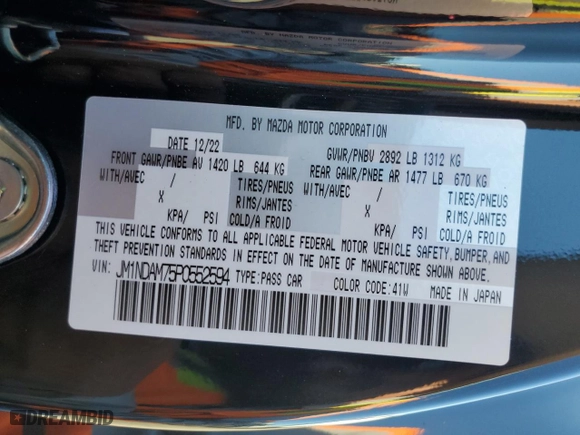 MFD. BY MAZDA MOTOR CORPORATION
DATE 12/22 GVWR/PNBV 2892 LB 1312 KG
FRONT GAWR/PNBE AV 1420 LB 644 KG REAR GAWR/PNBE AR 1477 LB 670 KG
WITH/AVEC / TIRES/PNEUS WITH/AVEC / TIRES/PNEUS
X RIMS/JANTES X RIMS/JANTES
KPA/ PSI COLD/A FROID KPA/ PSI COLD/A FROID
THIS VEHICLE CONFORMS TO ALL APPLICABLE FEDERAL MOTOR VEHICLE SAFETY, BUMPER, AND
THEFT PREVENTION STANDARDS IN EFFECT ON THE DATE OF MANUFACTURE SHOWN ABOVE.
VIN: JM1NDAM75P0552594 TYPE:PASS CAR COLOR CODE:41W MADE IN JAPAN
DREAMBID